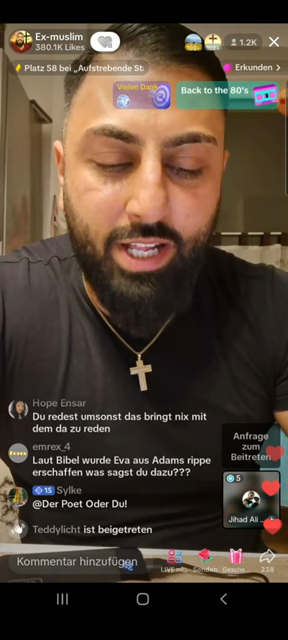 Ex-muslim
380.1K Likes
1.2K
Platz 58 bei „Aufstrebende St
Erkunden >
Vielen Dank
Back to the 80's
Hope Ensar
Du redest umsonst das bringt nix mit
dem da zu reden
emrex_4
Laut Bibel wurde Eva aus Adams rippe
erschaffen was sagst du dazu???
15 Sylke
@Der Poet Oder Du!
Teddylicht ist beigetreten
Anfrage
zum
Beitreten
5
Jihad Ali ...
Kommentar hinzufügen
LIVE mi...
Senden
Gesche...
238